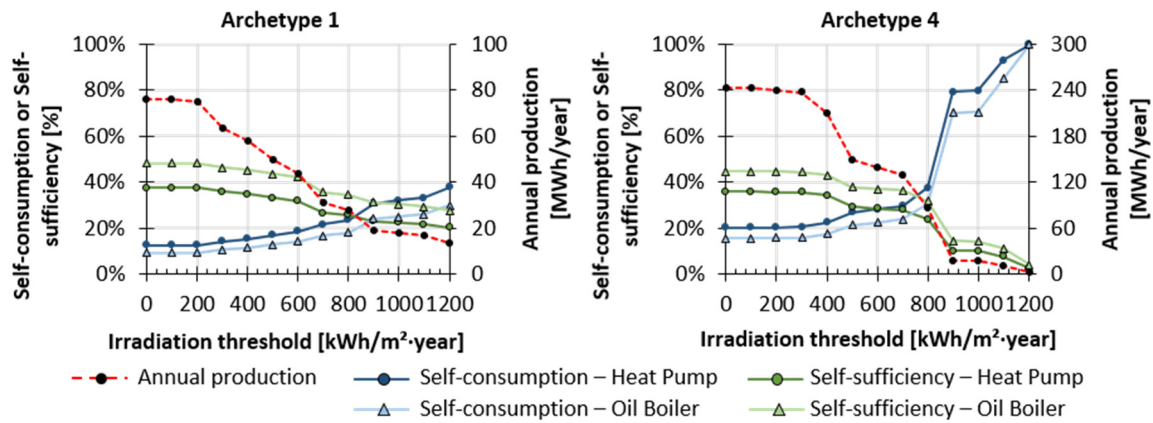 Archetype 1
Self-consumption or Self-
sufficiency [%]
100%
80%
60%
40%
20%
0%
100
80
60
40
20
0
Annual production
[MWh/year]
0 200 400 600 800 1000 1200
Irradiation threshold [kWh/m²·year]
Archetype 4
Self-consumption or Self-
sufficiency [%]
100%
80%
60%
40%
20%
0%
300
240
180
120
60
0
Annual production
[MWh/year]
0 200 400 600 800 1000 1200
Irradiation threshold [kWh/m²·year]
Annual production
Self-consumption – Heat Pump
Self-sufficiency – Heat Pump
Self-consumption – Oil Boiler
Self-sufficiency – Oil Boiler